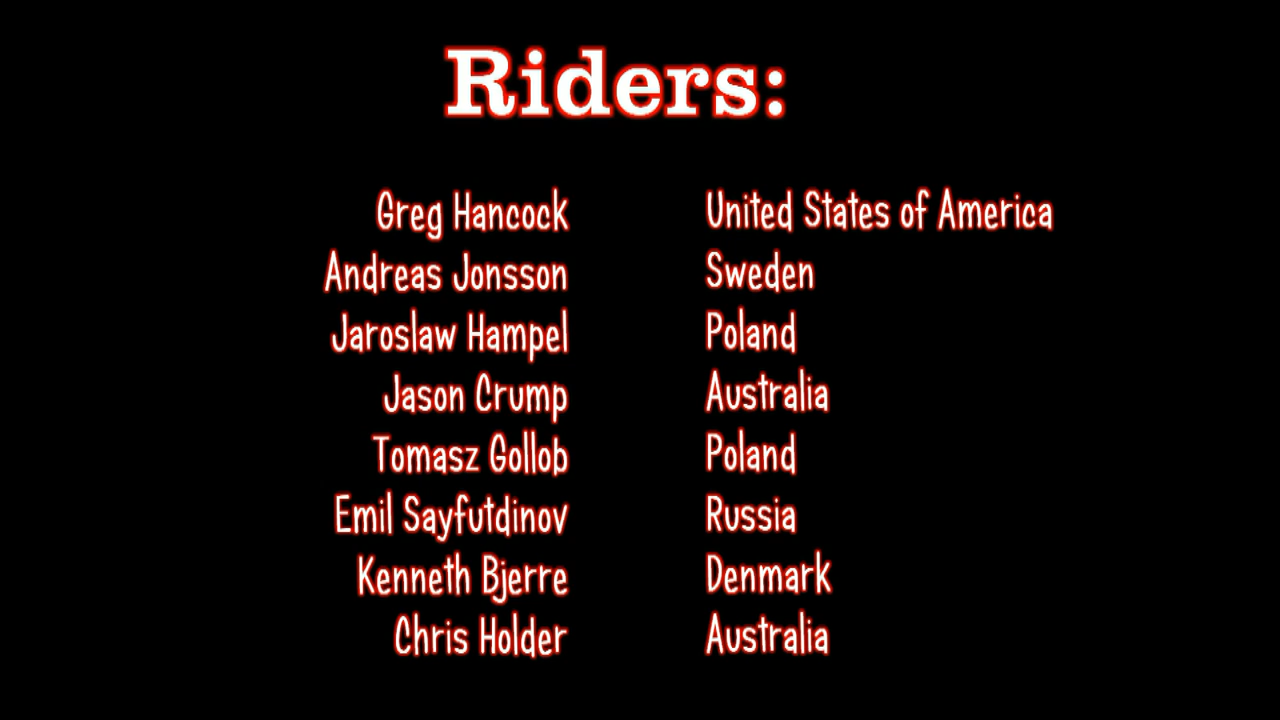 Riders:
Greg Hancock United States of America
Andreas Jonsson Sweden
Jaroslaw Hampel Poland
Jason Crump Australia
Tomasz Gollob Poland
Emil Sayfutdinov Russia
Kenneth Bjerre Denmark
Chris Holder Australia